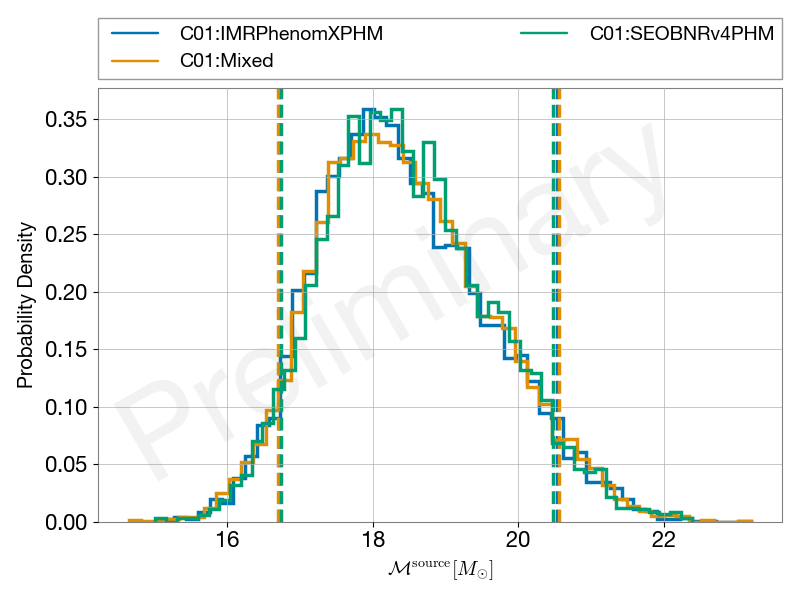 C01:IMRPhenomXPHM
C01:SEOBNRv4PHM
C01:Mixed
Probability Density
0.35
0.30
0.25
0.20
0.15
0.10
0.05
0.00
Preliminary
16
18
20
22
ℳ^source[M_⊙]